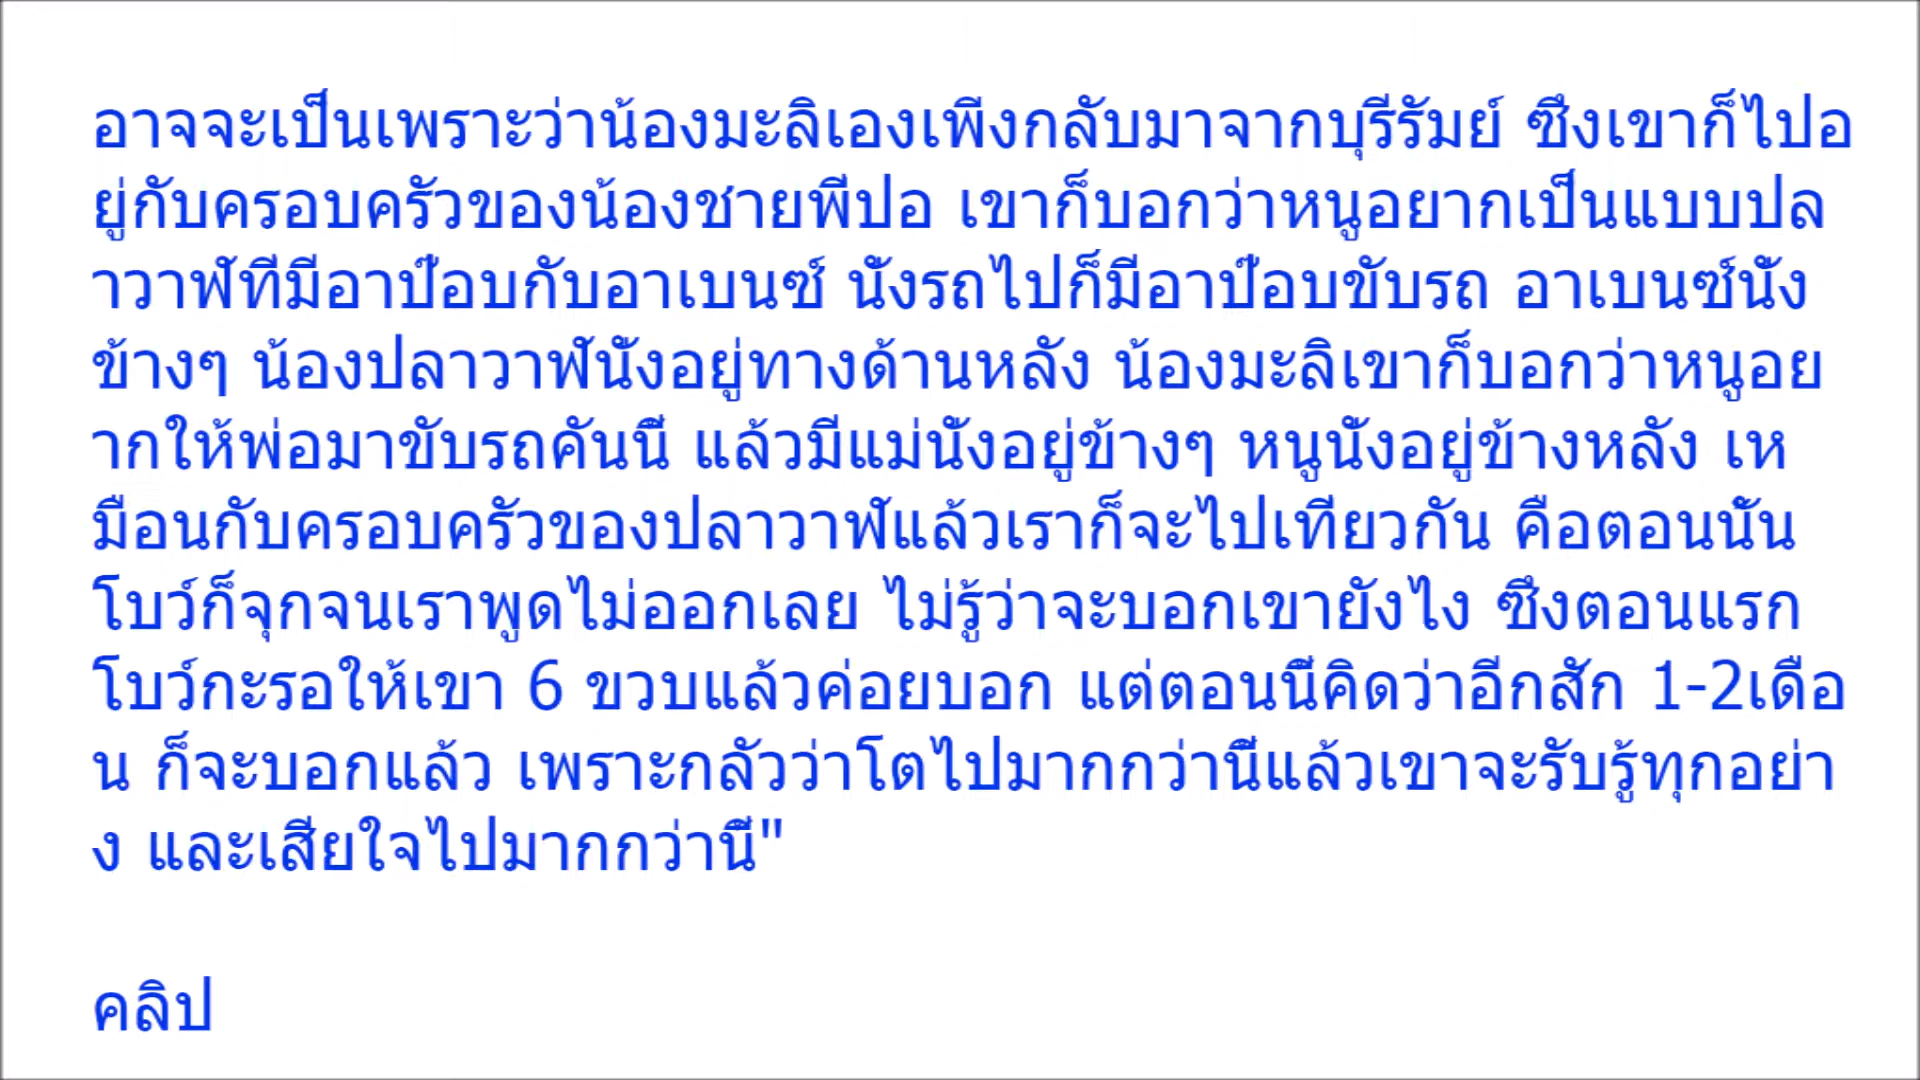 อาจจะเป็นเพราะว่าน้องมะลิเองเพิ่งกลับมาจากบุรีรัมย์ ซึ่งเขาก็ไปอ
ยู่กับครอบครัวของน้องชายพี่ปอ เขาก็บอกว่าหนูอยากเป็นแบบปล
าวาฬที่มีอาป๊อบกับอาเบนซ์ นั่งรถไปก็มีอาป๊อบขับรถ อาเบนซ์นั่ง
ข้างๆ น้องปลาวาฬนั่งอยู่ทางด้านหลัง น้องมะลิเขาก็บอกว่าหนูอย
ากให้พ่อมาขับรถคันนี้ แล้วมีแม่นั่งอยู่ข้างๆ หนูนั่งอยู่ข้างหลัง เห
มือนกับครอบครัวของปลาวาฬแล้วเราก็จะไปเที่ยวกัน คือตอนนั้น
โบว์ก็จุกจนเราพูดไม่ออกเลย ไม่รู้ว่าจะบอกเขายังไง ซึ่งตอนแรก
โบว์กะรอให้เขา 6 ขวบแล้วค่อยบอก แต่ตอนนี้คิดว่าอีกสัก 1-2เดือ
น ก็จะบอกแล้ว เพราะกลัวว่าโตไปมากกว่านี้แล้วเขาจะรับรู้ทุกอย่า
ง และเสียใจไปมากกว่านี้"
คลิป